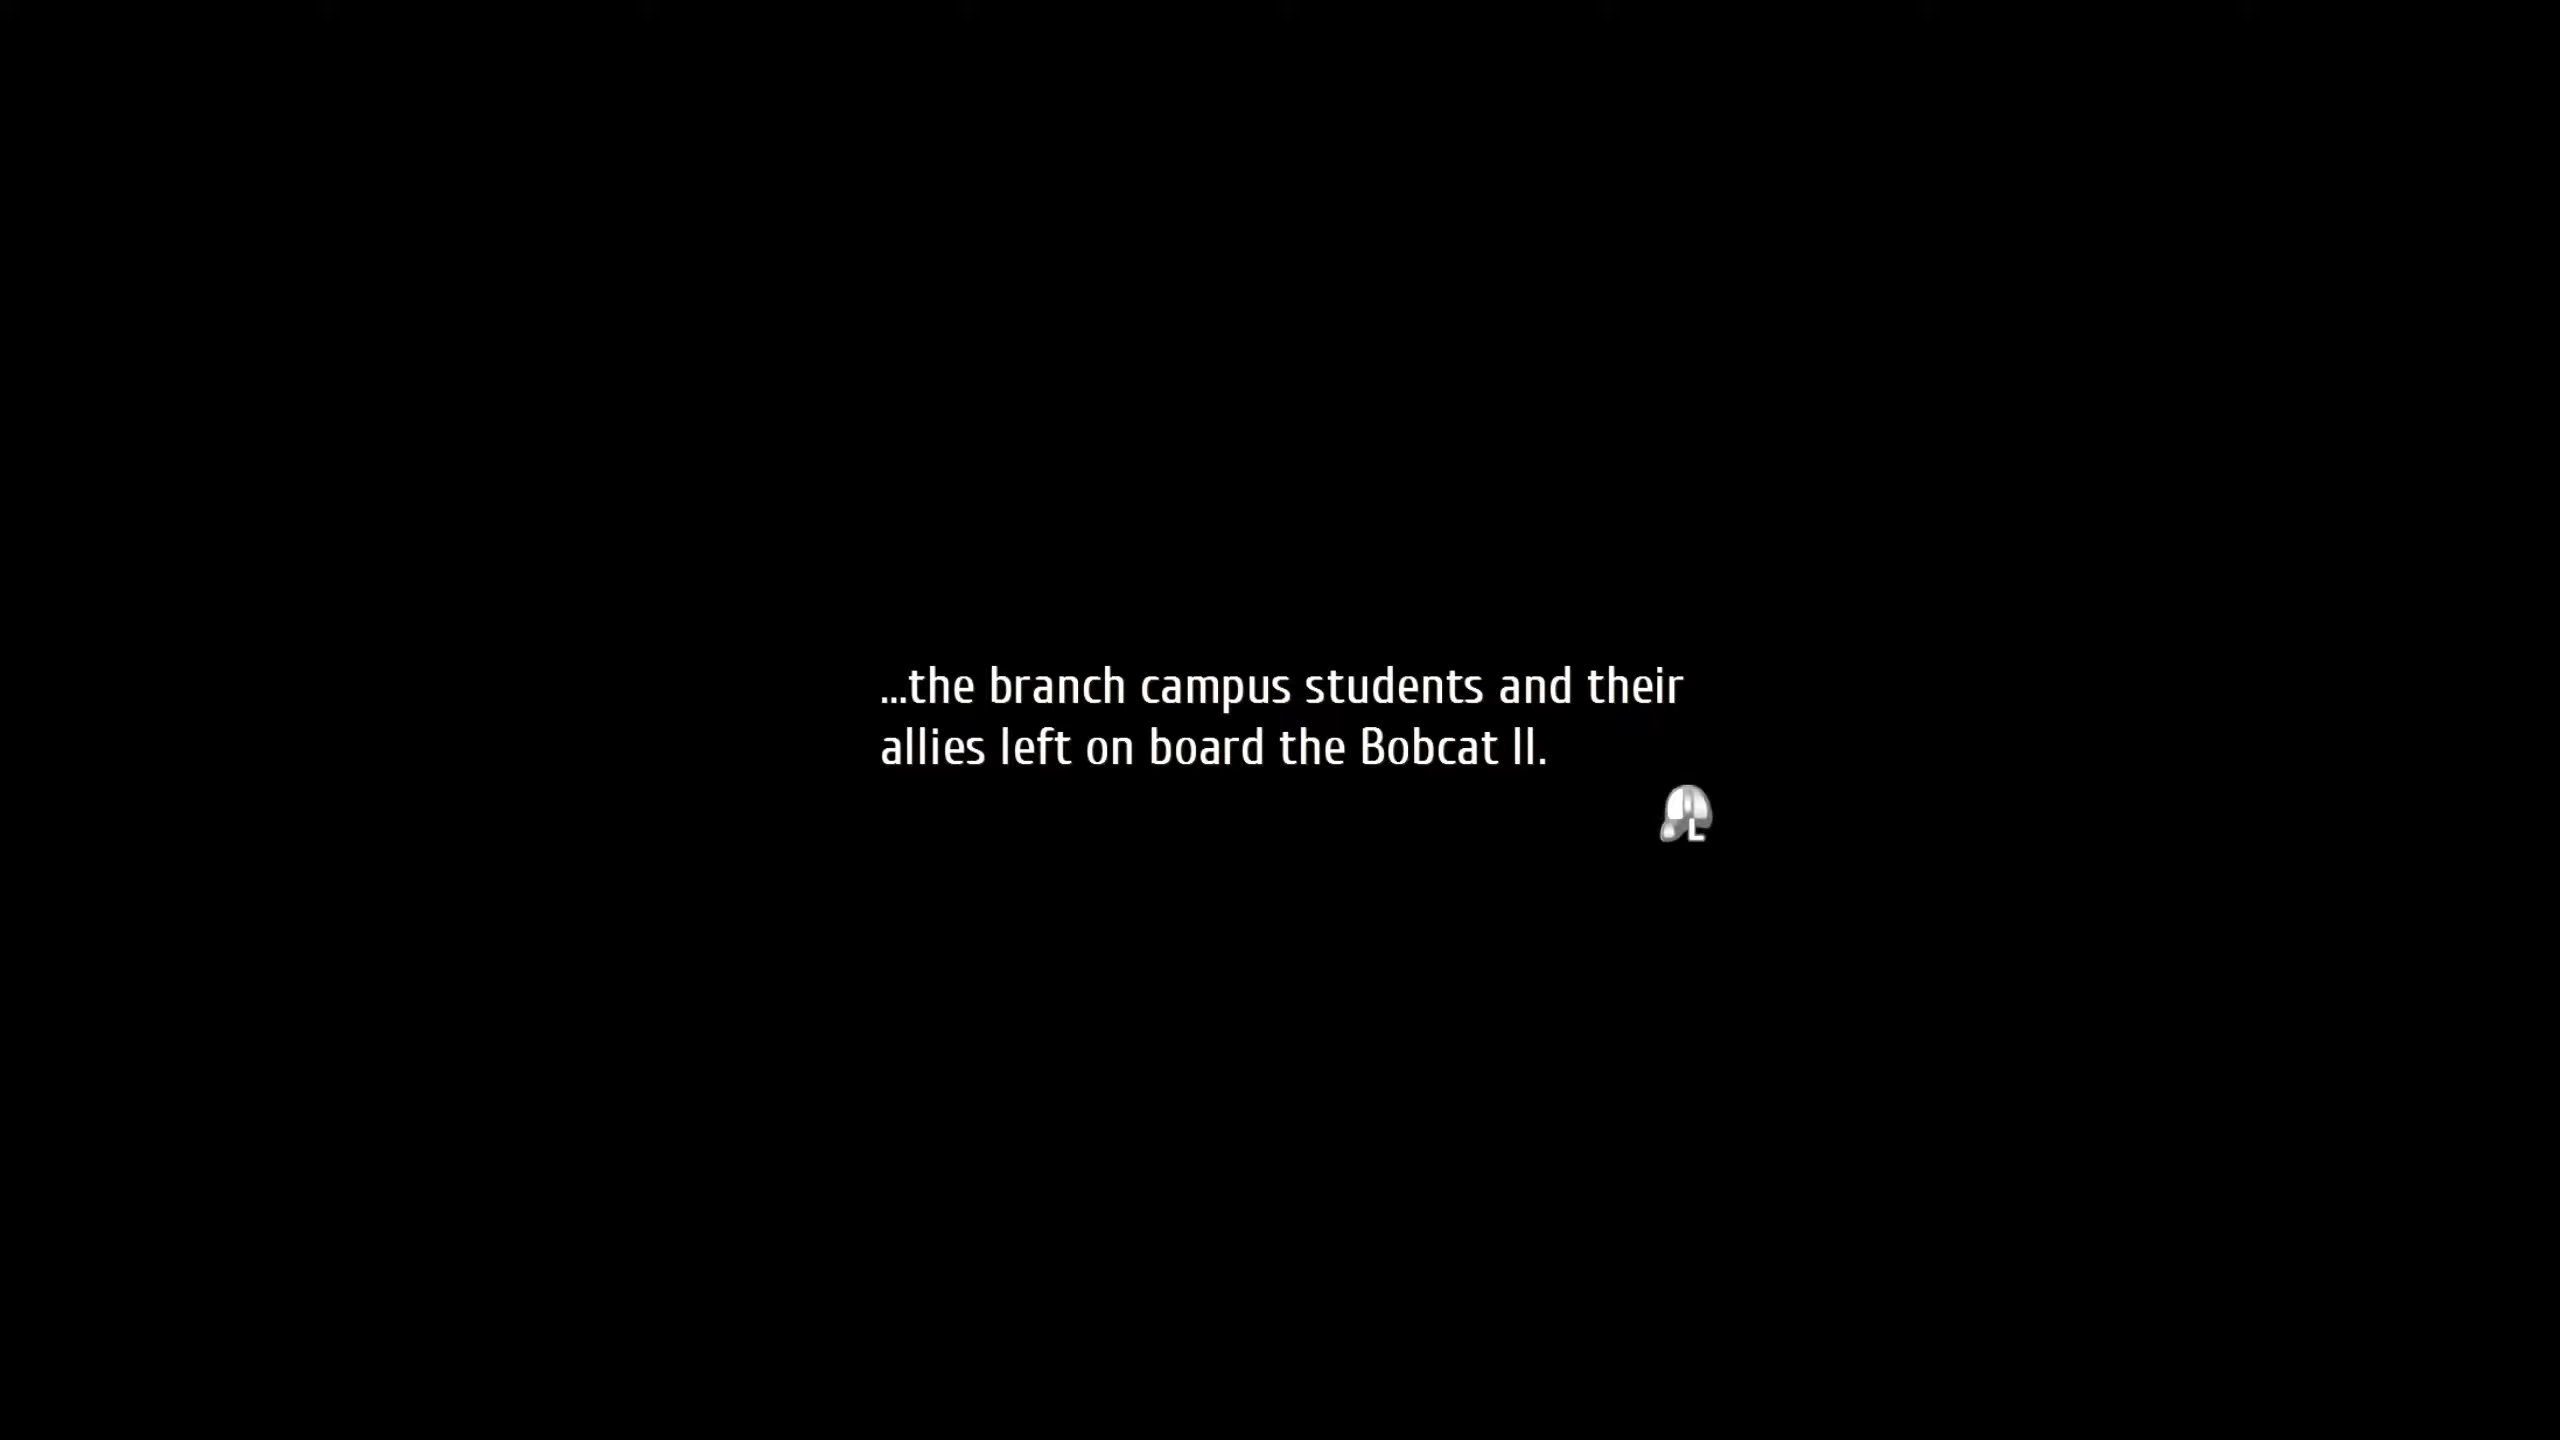 ...the branch campus students and their
allies left on board the Bobcat II.
L